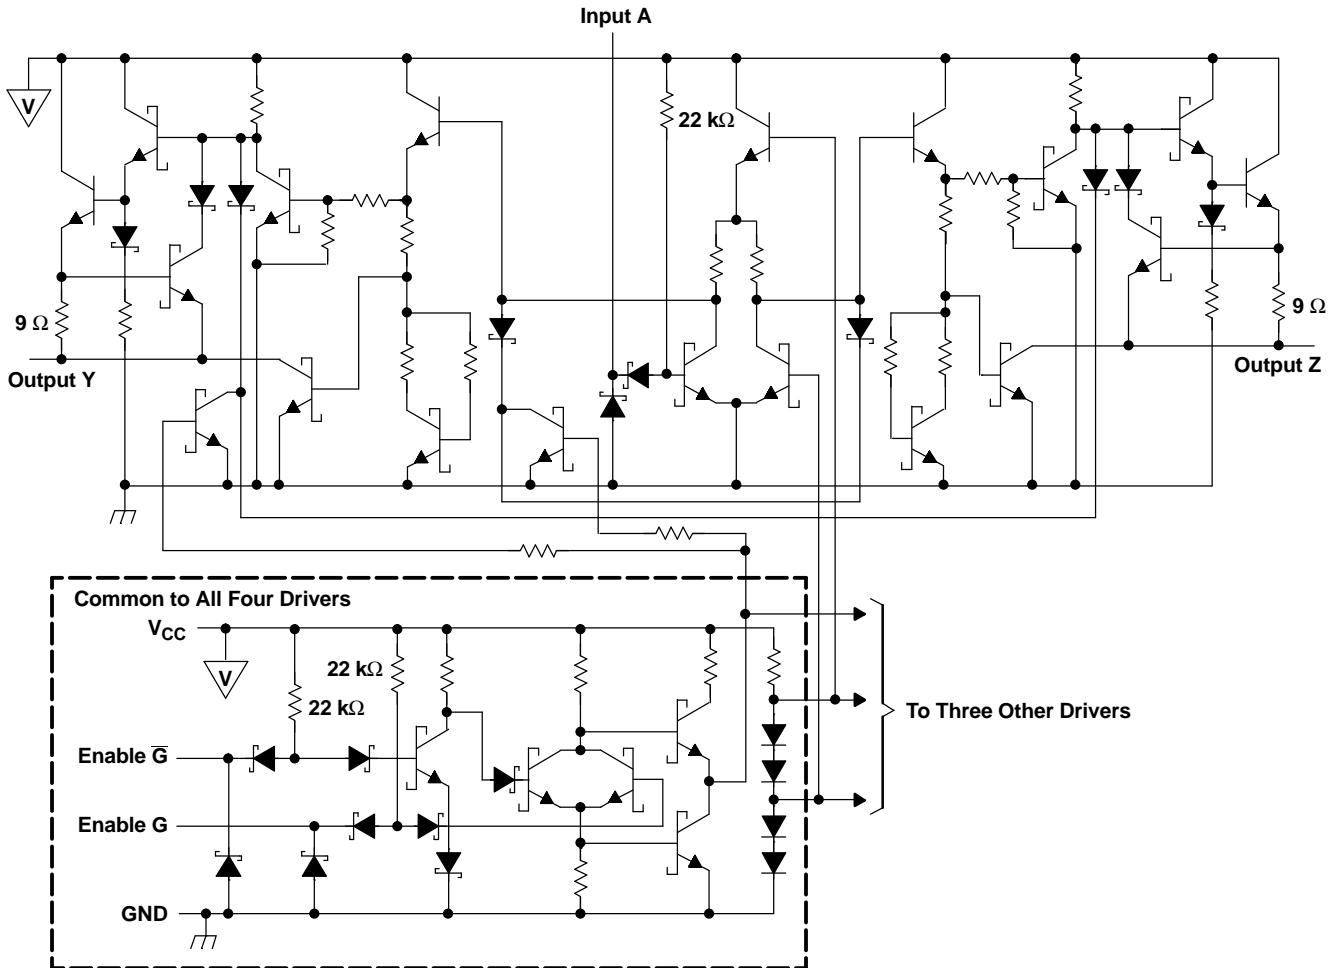 Input A
V
22 kΩ
9 Ω
9 Ω
Output Y
Output Z
Common to All Four Drivers
VCC
V
22 kΩ
22 kΩ
To Three Other Drivers
Enable G̅
Enable G
GND